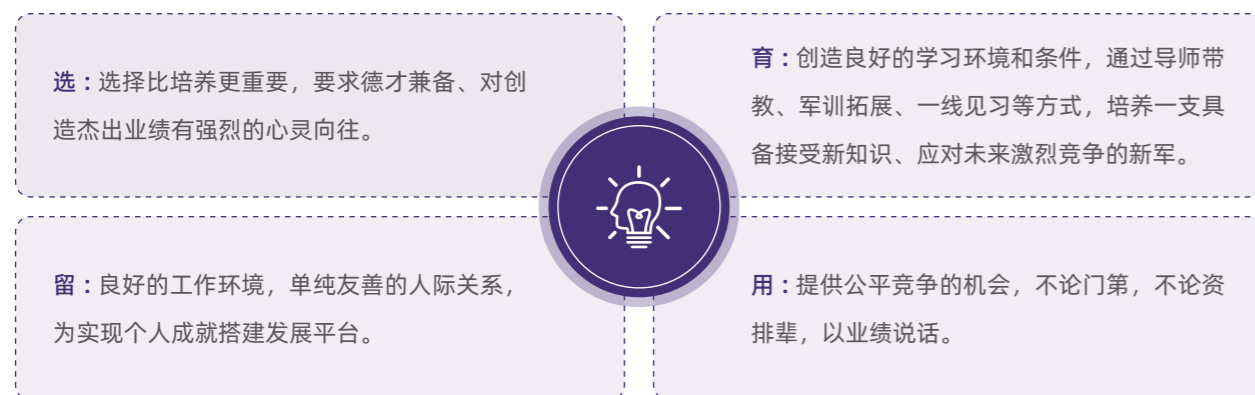 选：选择比培养更重要，要求德才兼备、对创
造杰出业绩有强烈的心灵向往。
育：创造良好的学习环境和条件，通过导师带
教、军训拓展、一线见习等方式，培养一支具
备接受新知识、应对未来激烈竞争的新军。
留：良好的工作环境，单纯友善的人际关系，
为实现个人成就搭建发展平台。
用：提供公平竞争的机会，不论门第，不论资
排辈，以业绩说话。